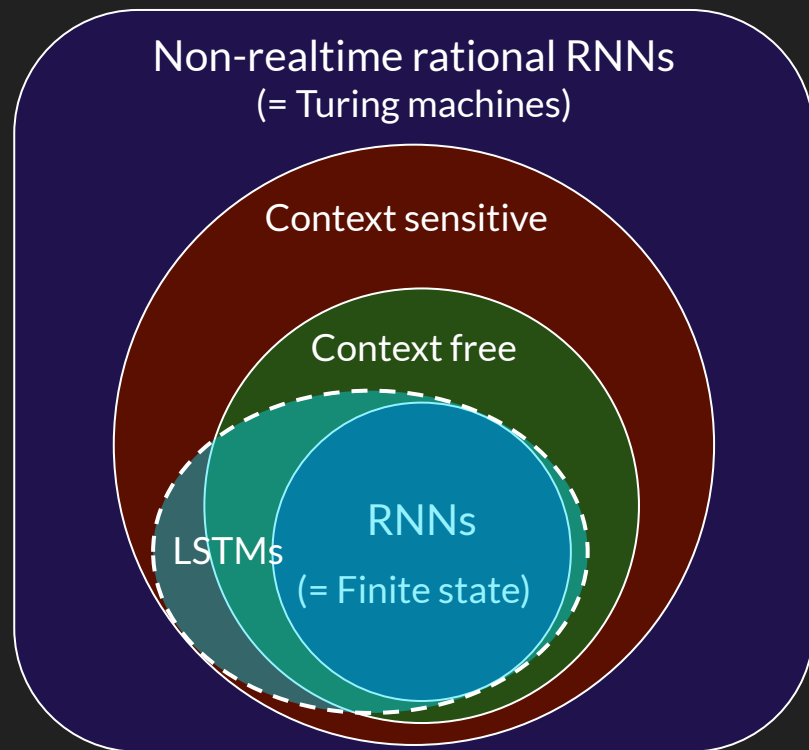 Non-realtime rational RNNs
(= Turing machines)
Context sensitive
Context free
RNNs
LSTMs
(= Finite state)